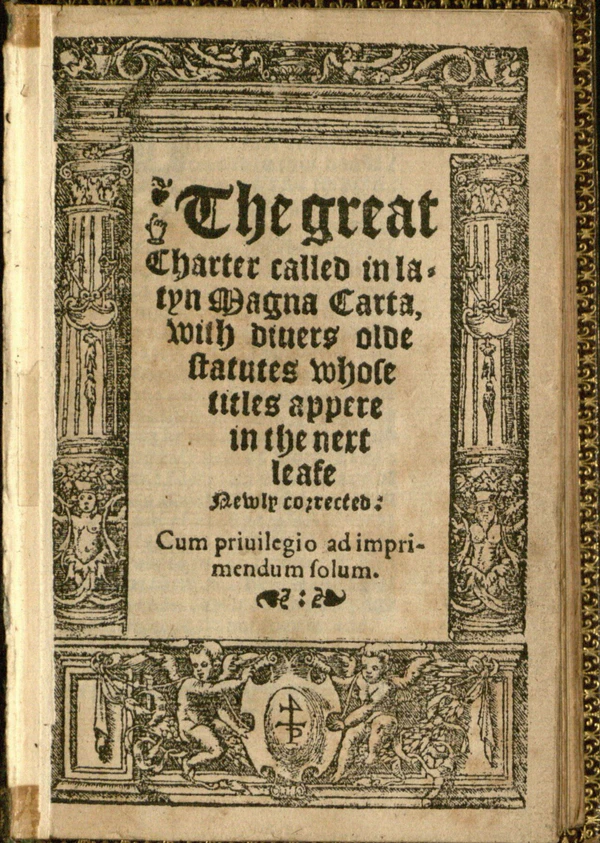 The great
Charter called in la⸗
tyn Magna Carta,
with diuers olde
ſtatutes whoſe
titles appere
in the next
leafe
Newly corrected:
Cum priuilegio ad impri-
mendum ſolum.